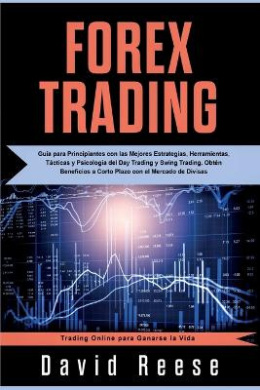 FOREX
TRADING
Guía para Principiantes con las Mejores Estrategias, Herramientas,
Tácticas y Psicología del Day Trading y Swing Trading. Obtén
Beneficios a Corto Plazo con el Mercado de Divisas
Trading Online para Ganarse la Vida
David Reese